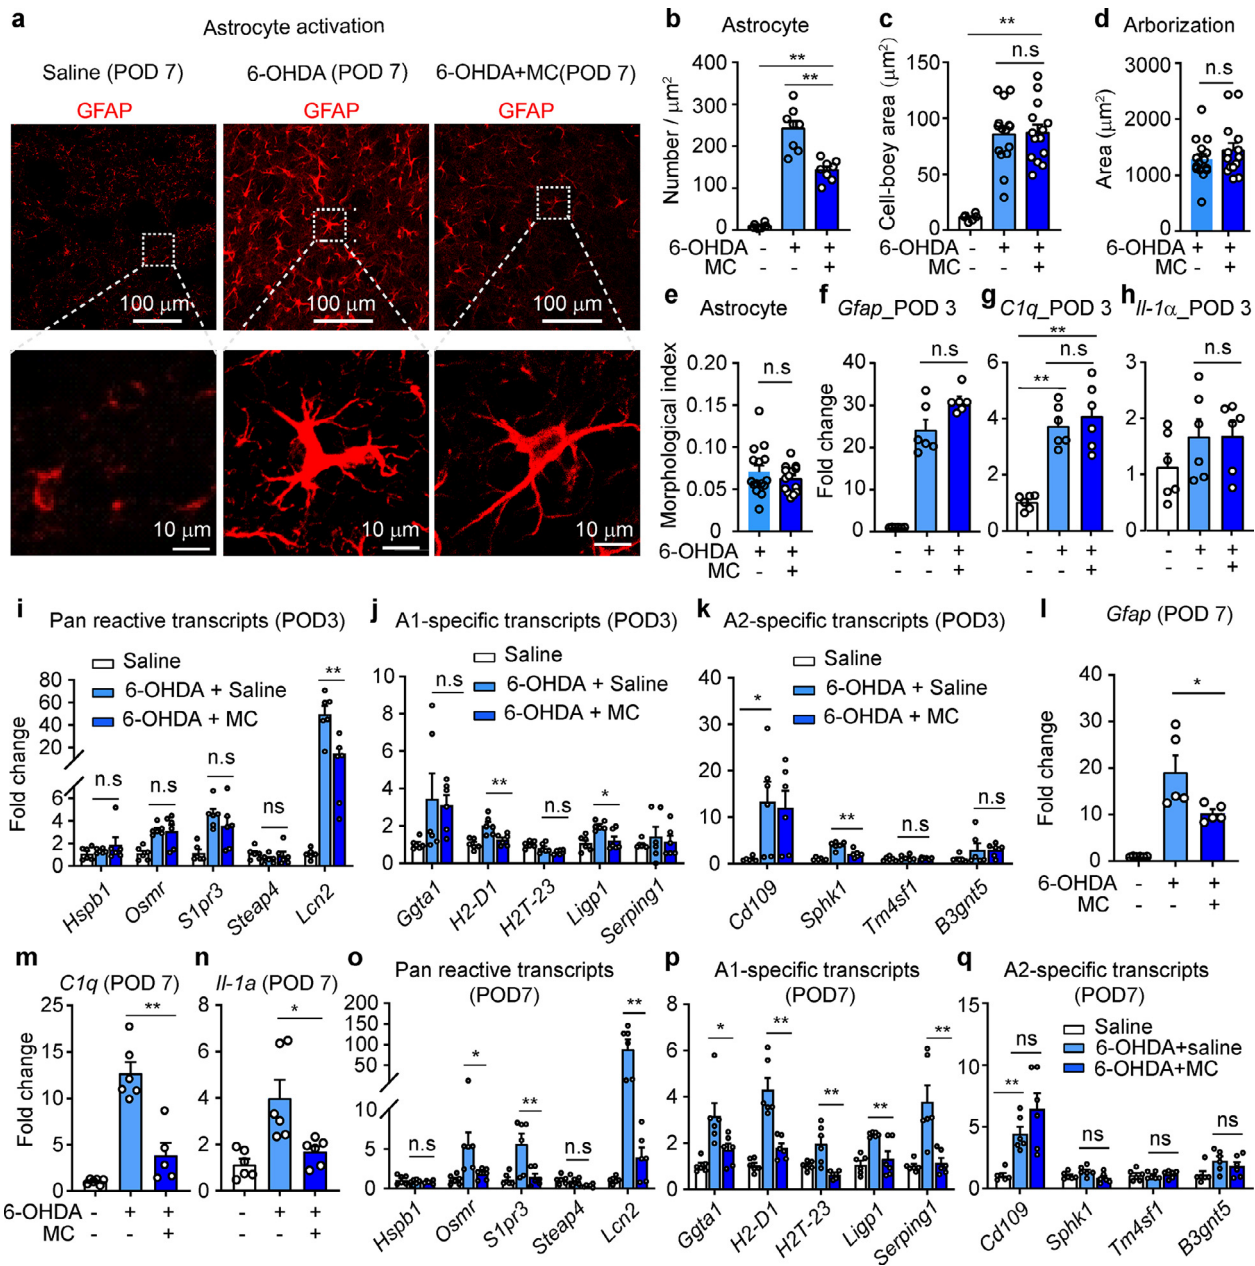 a
Astrocyte activation
Saline (POD 7)
6-OHDA (POD 7)
6-OHDA+MC(POD 7)
GFAP
GFAP
GFAP
100 μm
100 μm
100 μm
10 μm
10 μm
10 μm
b
Astrocyte
**
**
400
300
200
100
0
Number / μm²
6-OHDA - + +
MC - - +
c
**
n.s
150
100
50
0
Cell-boey area (μm²)
6-OHDA - + +
MC - - +
d
Arborization
n.s
3000
2000
1000
0
Area (μm²)
6-OHDA + +
MC - +
e
Astrocyte
n.s
0.20
0.15
0.10
0.05
0
Morphological index
6-OHDA + +
MC - +
f
Gfap_POD 3
n.s
40
30
20
10
0
Fold change
- + +
- - +
g
C1q_POD 3
**
n.s
**
6
4
2
0
- + +
- - +
h
Il-1α_POD 3
n.s
3
2
1
0
- + +
- - +
i
Pan reactive transcripts (POD3)
Saline
6-OHDA + Saline
6-OHDA + MC
80
60
40
20
6
4
2
0
Fold change
n.s
n.s
n.s
ns
**
Hspb1
Osmr
S1pr3
Steap4
Lcn2
j
A1-specific transcripts (POD3)
Saline
6-OHDA + Saline
6-OHDA + MC
10
8
6
4
2
0
n.s
**
n.s
*
Ggta1
H2-D1
H2T-23
Ligp1
Serping1
k
A2-specific transcripts (POD3)
Saline
6-OHDA + Saline
6-OHDA + MC
40
30
20
10
0
*
**
n.s
n.s
Cd109
Sphk1
Tm4sf1
B3gnt5
l
Gfap (POD 7)
*
40
30
20
10
0
Fold change
6-OHDA - + +
MC - - +
m
C1q (POD 7)
**
25
20
15
10
5
0
Fold change
6-OHDA - + +
MC - - +
n
Il-1a (POD 7)
*
8
6
4
2
0
- + +
- - +
o
Pan reactive transcripts
(POD7)
200
150
100
50
10
5
0
n.s
*
**
n.s
**
Hspb1
Osmr
S1pr3
Steap4
Lcn2
p
A1-specific transcripts
(POD7)
8
6
4
2
0
*
**
**
**
**
Ggta1
H2-D1
H2T-23
Ligp1
Serping1
q
A2-specific transcripts
(POD7)
Saline
6-OHDA+saline
6-OHDA+MC
15
10
5
0
**
ns
ns
ns
ns
Cd109
Sphk1
Tm4sf1
B3gnt5